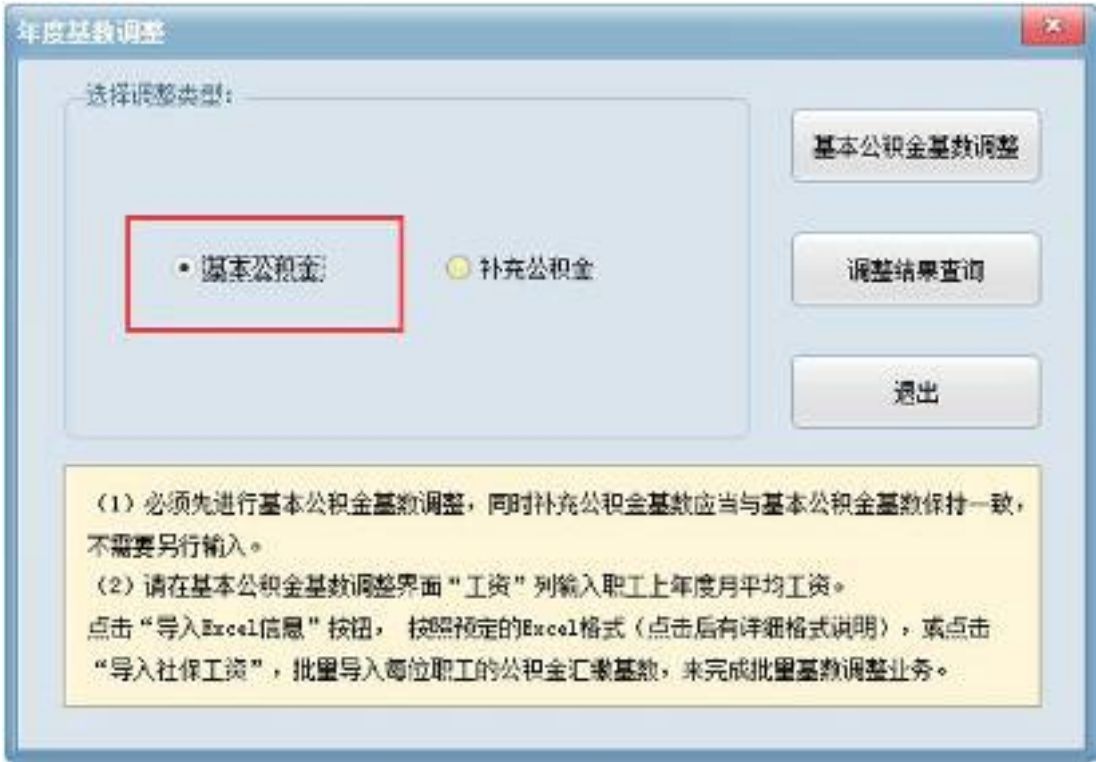 年度基数调整
选择调整类型:
基本公积金
补充公积金
基本公积金基数调整
调整结果查询
退出
(1)必须先进行基本公积金基数调整,同时补充公积金基数应当与基本公积金基数保持一致,
不需要另行输入。
(2)请在基本公积金基数调整界面“工资”列输入职工上年度月平均工资。
点击“导入Excel信息”按钮, 按照预定的Excel格式(点击后有详细格式说明),或点击
“导入社保工资”,批量导入每位职工的公积金汇缴基数,来完成批量基数调整业务。